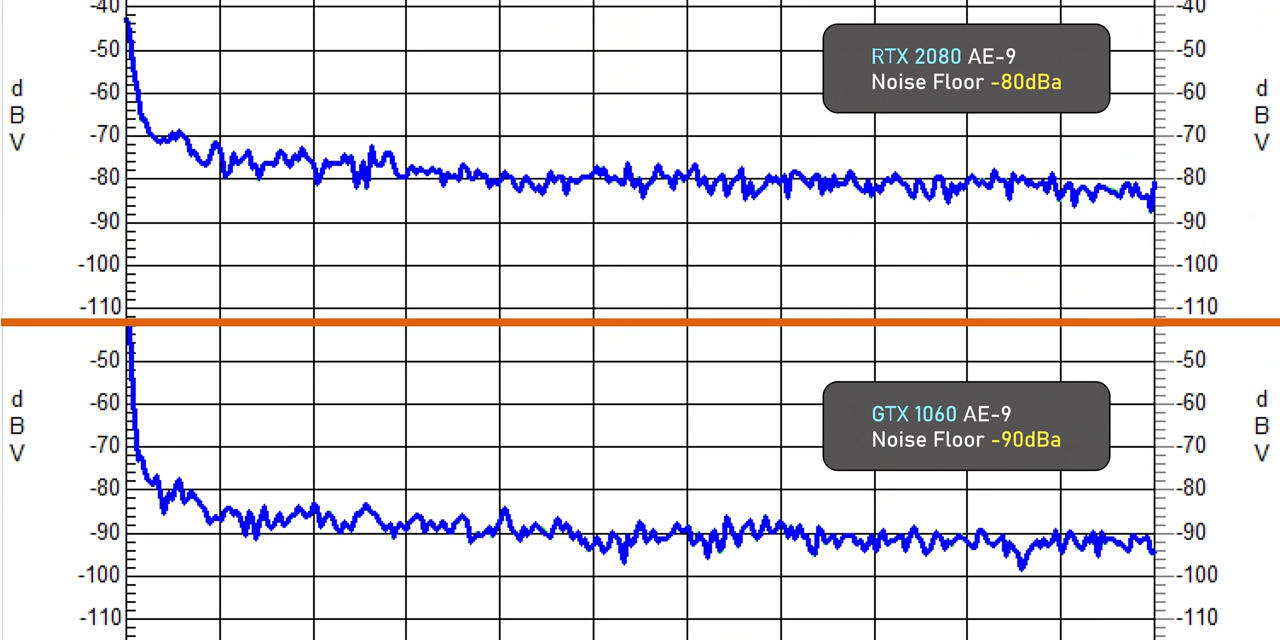 -40 -40
-50 -50
RTX 2080 AE-9
d d
-60 Noise Floor -80dBa -60
B B
-70 -70
V V
-80 -80
-90 -90
-100 -100
-110 -110
-50 -50
d d
-60 -60
GTX 1060 AE-9
B B
-70 Noise Floor -90dBa -70
V V
-80 -80
-90 -90
-100 -100
-110 -110